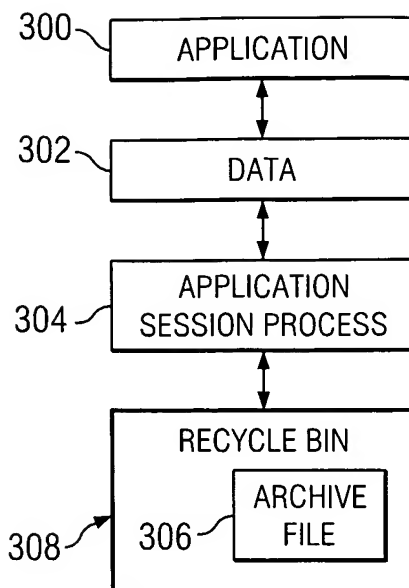 300
APPLICATION
302
DATA
304
APPLICATION
SESSION PROCESS
RECYCLE BIN
308
306
ARCHIVE
FILE